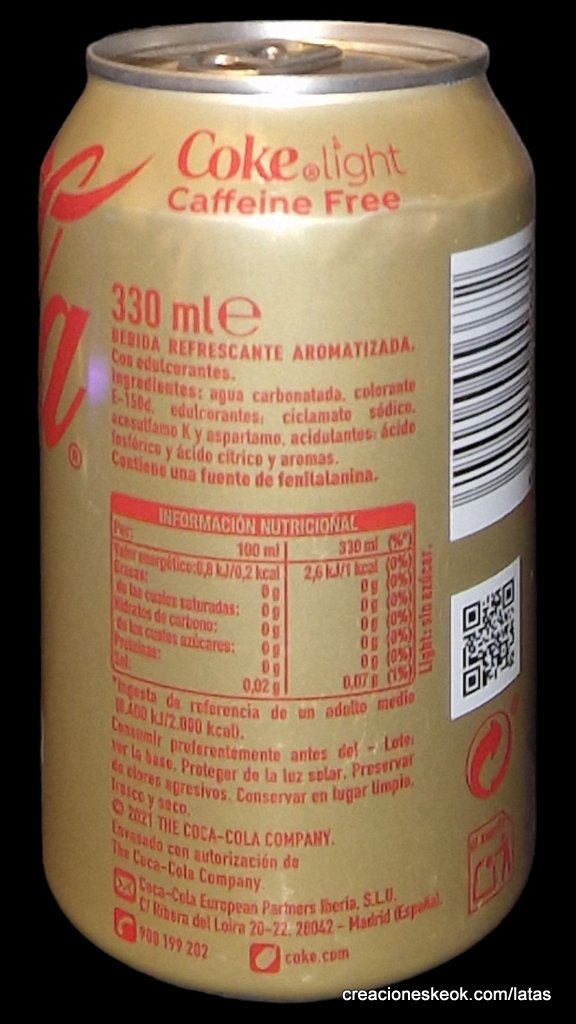 Coke®light
Caffeine Free
a®
330 ml e
BEBIDA REFRESCANTE AROMATIZADA.
Con edulcorantes.
Ingredientes: agua carbonatada, colorante
E-150d, edulcorantes: ciclamato sódico,
acesulfamo K y aspartamo, acidulantes: ácido
fosfórico y ácido cítrico y aromas.
Contiene una fuente de fenilalanina.
INFORMACIÓN NUTRICIONAL
Por: 100 ml 330 ml (%*)
Valor energético: 0,8 kJ/0,2 kcal 2,6 kJ/1 kcal (0%)
Grasas: 0 g 0 g (0%)
de las cuales saturadas: 0 g 0 g (0%)
Hidratos de carbono: 0 g 0 g (0%)
de los cuales azúcares: 0 g 0 g (0%)
Proteínas: 0 g 0 g (0%)
Sal: 0,02 g 0,07 g (1%)
Light: sin azúcar.
*Ingesta de referencia de un adulto medio
(8.400 kJ/2.000 kcal).
Consumir preferentemente antes del - Lote:
ver la base. Proteger de la luz solar. Preservar
de olores agresivos. Conservar en lugar limpio,
fresco y seco.
© 2021 THE COCA-COLA COMPANY.
Envasado con autorización de
The Coca-Cola Company.
Coca-Cola European Partners Iberia, S.L.U.
C/ Ribera del Loira 20-22. 28042 - Madrid (España).
900 199 202
coke.com
creacioneskeok.com/latas